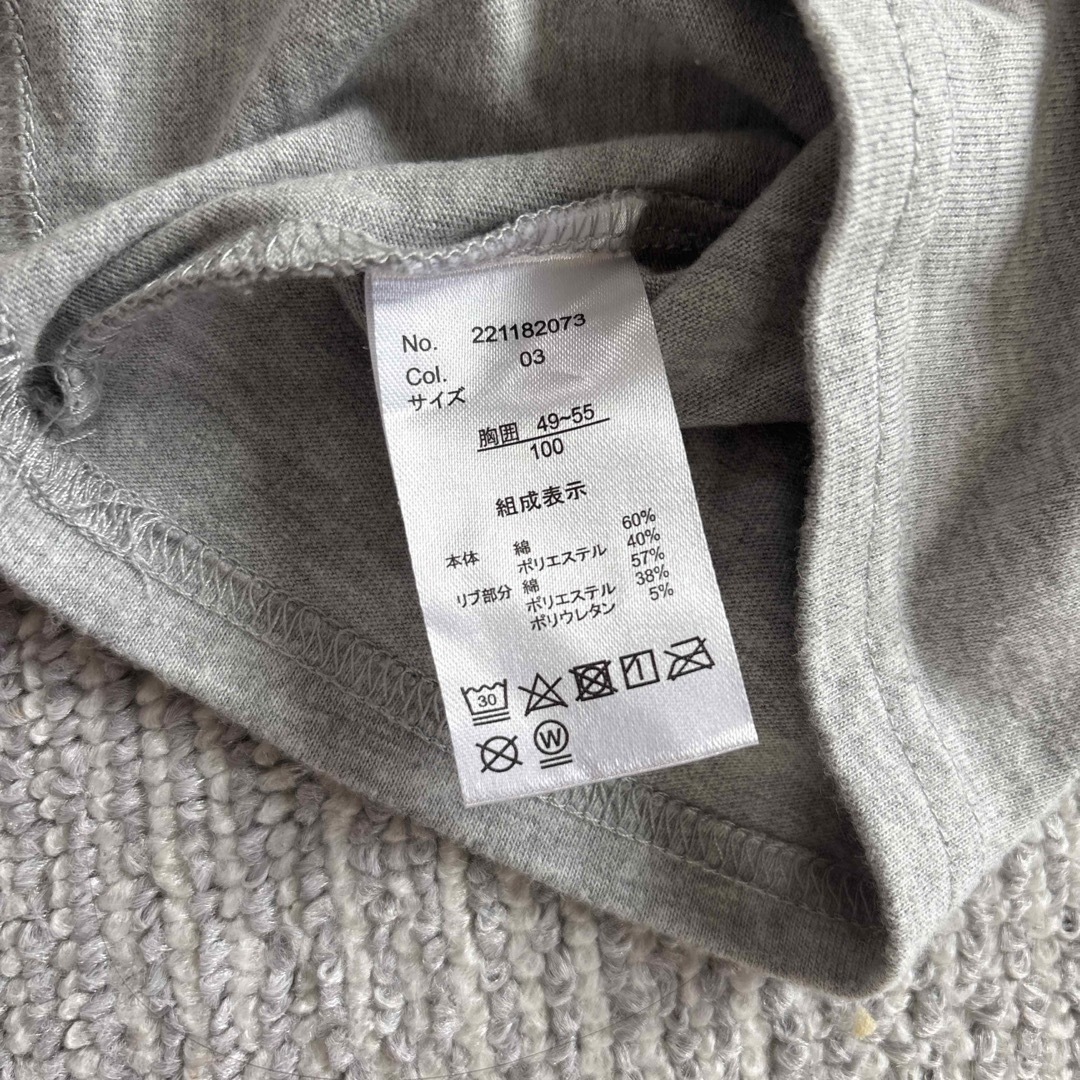 No. 221182073
Col. 03
サイズ
胸囲 49~55
100
組成表示
本体 綿 60%
ポリエステル 40%
リブ部分 綿 57%
ポリエステル 38%
ポリウレタン 5%
30
W